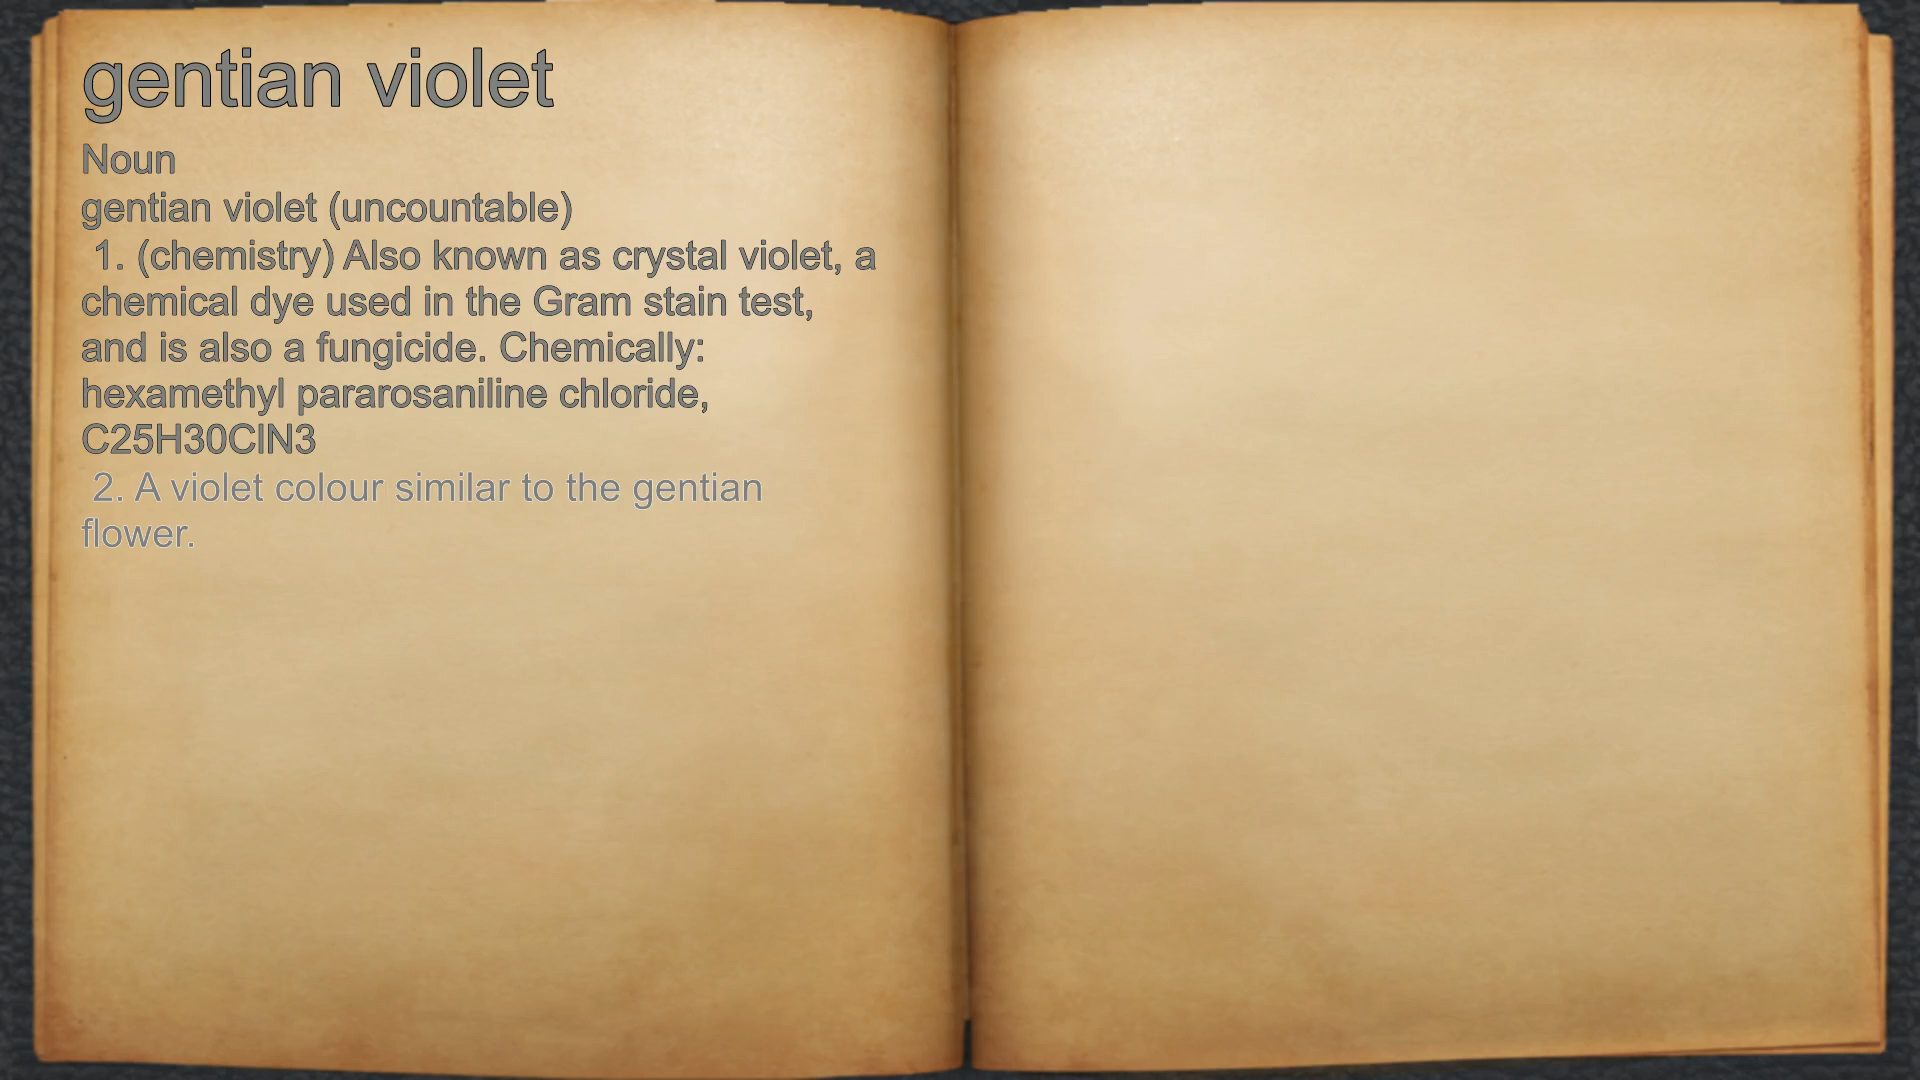 gentian violet
Noun
gentian violet (uncountable)
1. (chemistry) Also known as crystal violet, a
chemical dye used in the Gram stain test,
and is also a fungicide. Chemically:
hexamethyl pararosaniline chloride,
C25H30ClN3
2. A violet colour similar to the gentian
flower.